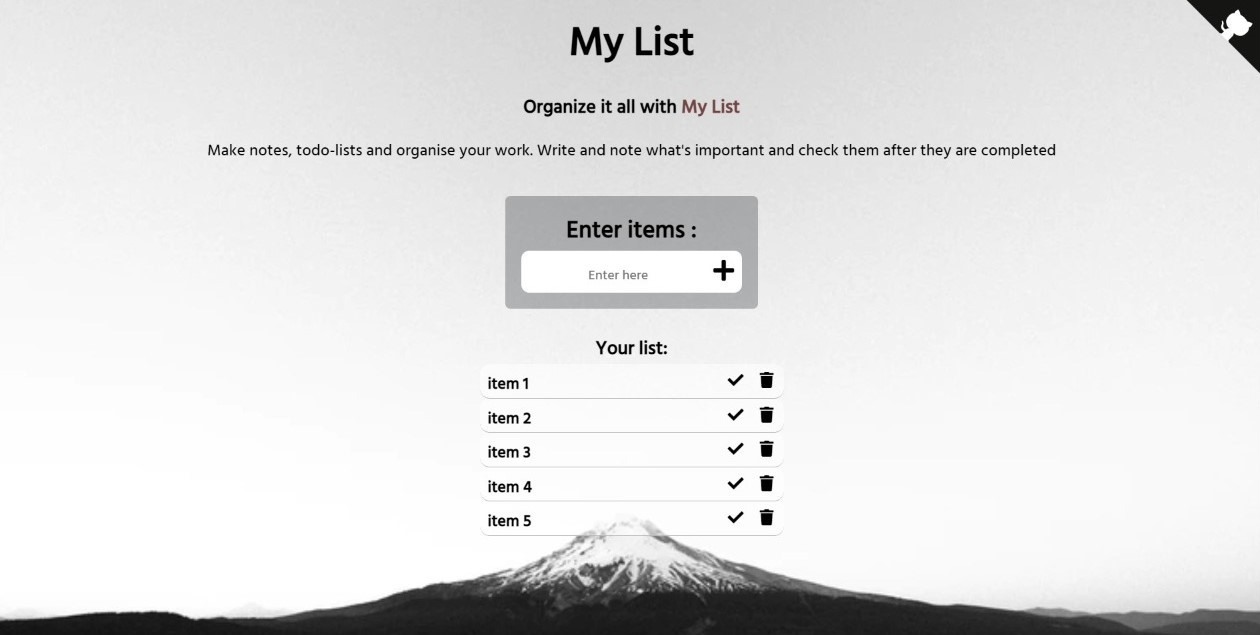 My List
Organize it all with My List
Make notes, todo-lists and organise your work. Write and note what's important and check them after they are completed
Enter items :
Enter here
Your list:
item 1
item 2
item 3
item 4
item 5